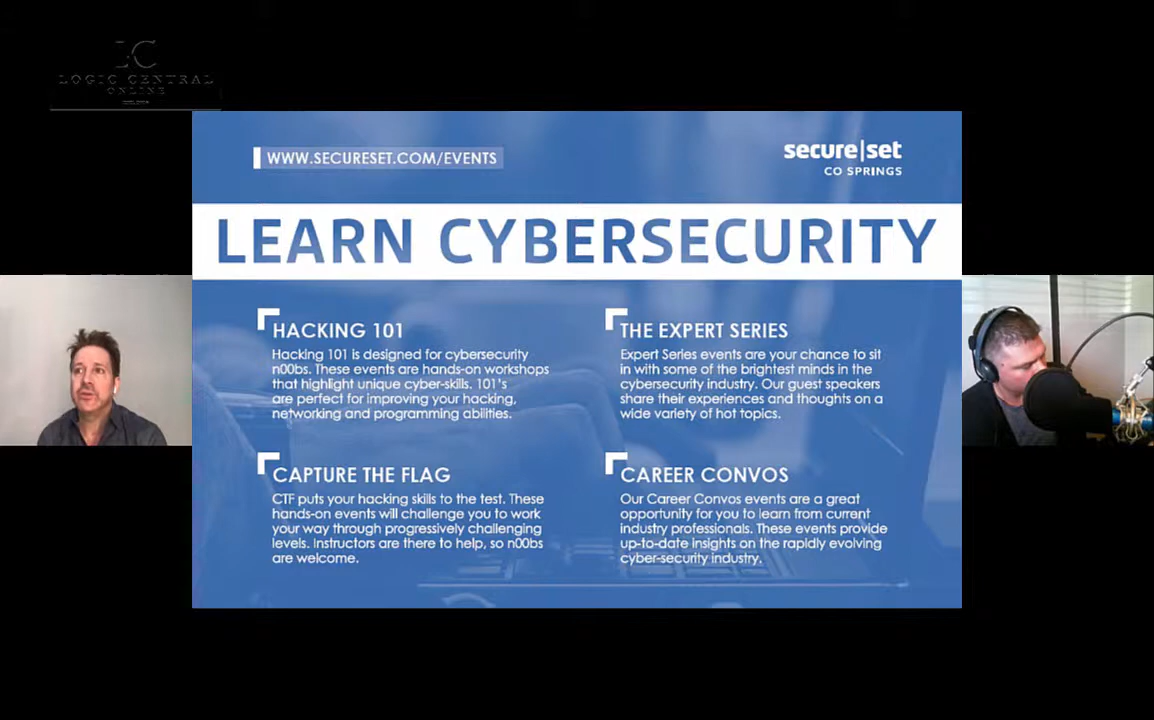 LC
LOGIC CENTRAL
ONLINE
WWW.SECURESET.COM/EVENTS
secure|set
CO SPRINGS
LEARN CYBERSECURITY
HACKING 101
Hacking 101 is designed for cybersecurity
n00bs. These events are hands-on workshops
that highlight unique cyber-skills. 101's
are perfect for improving your hacking,
networking and programming abilities.
THE EXPERT SERIES
Expert Series events are your chance to sit
in with some of the brightest minds in the
cybersecurity industry. Our guest speakers
share their experiences and thoughts on a
wide variety of hot topics.
CAPTURE THE FLAG
CTF puts your hacking skills to the test. These
hands-on events will challenge you to work
your way through progressively challenging
levels. Instructors are there to help, so n00bs
are welcome.
CAREER CONVOS
Our Career Convos events are a great
opportunity for you to learn from current
industry professionals. These events provide
up-to-date insights on the rapidly evolving
cyber-security industry.